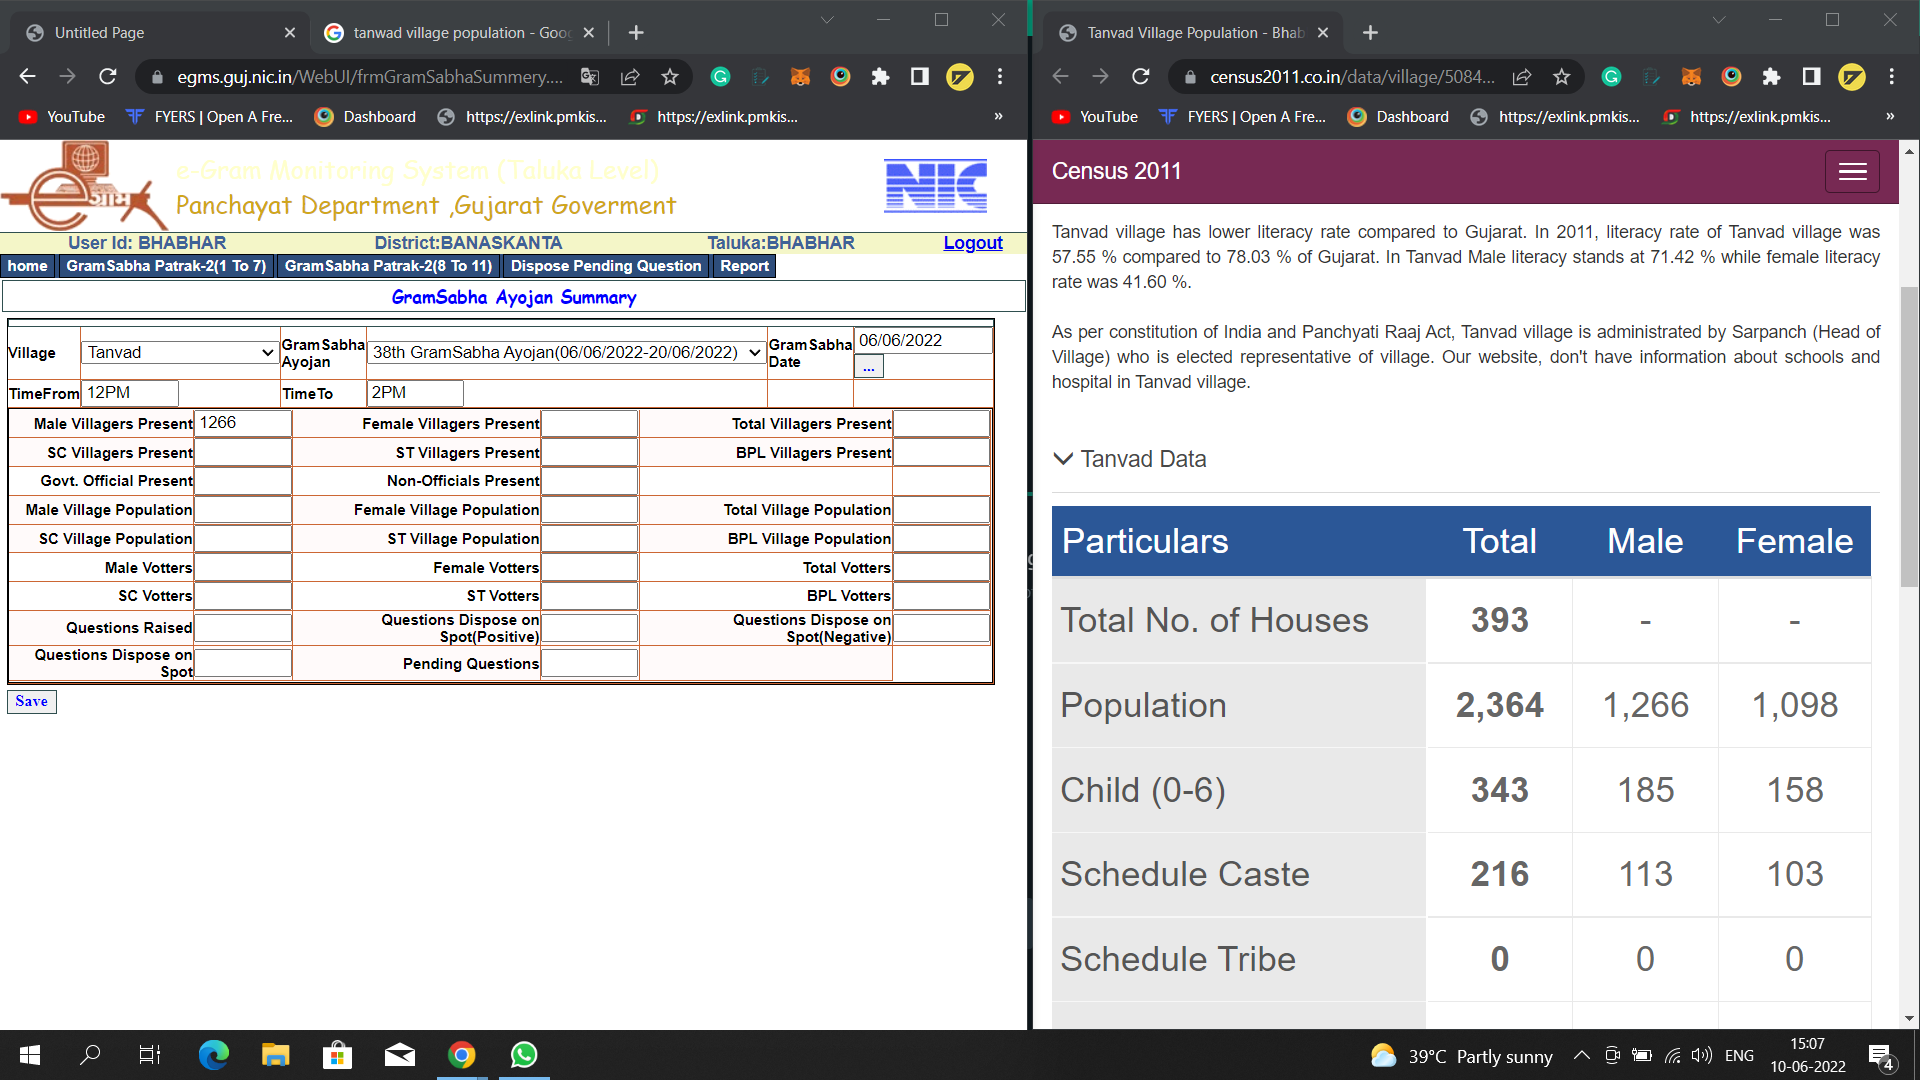 Untitled Page
tanwad village population - Goo
egms.guj.nic.in/WebUI/frmGramSabhaSummery....
YouTube
FYERS | Open A Fre...
Dashboard
https://exlink.pmkis...
https://exlink.pmkis...
»
ગ્રામ
e-Gram Monitoring System (Taluka Level)
Panchayat Department ,Gujarat Goverment
NIC
User Id: BHABHAR
District:BANASKANTA
Taluka:BHABHAR
Logout
home
GramSabha Patrak-2(1 To 7)
GramSabha Patrak-2(8 To 11)
Dispose Pending Question
Report
GramSabha Ayojan Summary
Village
Tanvad
GramSabha Ayojan
38th GramSabha Ayojan(06/06/2022-20/06/2022)
GramSabha Date
06/06/2022
...
TimeFrom
12PM
TimeTo
2PM
Male Villagers Present
1266
Female Villagers Present
Total Villagers Present
SC Villagers Present
ST Villagers Present
BPL Villagers Present
Govt. Official Present
Non-Officials Present
Male Village Population
Female Village Population
Total Village Population
SC Village Population
ST Village Population
BPL Village Population
Male Votters
Female Votters
Total Votters
SC Votters
ST Votters
BPL Votters
Questions Raised
Questions Dispose on
Spot(Positive)
Questions Dispose on
Spot(Negative)
Questions Dispose on
Spot
Pending Questions
Save
Tanvad Village Population - Bhab
census2011.co.in/data/village/5084...
YouTube
FYERS | Open A Fre...
Dashboard
https://exlink.pmkis...
https://exlink.pmkis...
»
Census 2011
Tanvad village has lower literacy rate compared to Gujarat. In 2011, literacy rate of Tanvad village was
57.55 % compared to 78.03 % of Gujarat. In Tanvad Male literacy stands at 71.42 % while female literacy
rate was 41.60 %.
As per constitution of India and Panchyati Raaj Act, Tanvad village is administrated by Sarpanch (Head of
Village) who is elected representative of village. Our website, don't have information about schools and
hospital in Tanvad village.
Tanvad Data
Particulars Total Male Female
Total No. of Houses 393 - -
Population 2,364 1,266 1,098
Child (0-6) 343 185 158
Schedule Caste 216 113 103
Schedule Tribe 0 0 0
39°C Partly sunny
ENG
15:07
10-06-2022
4